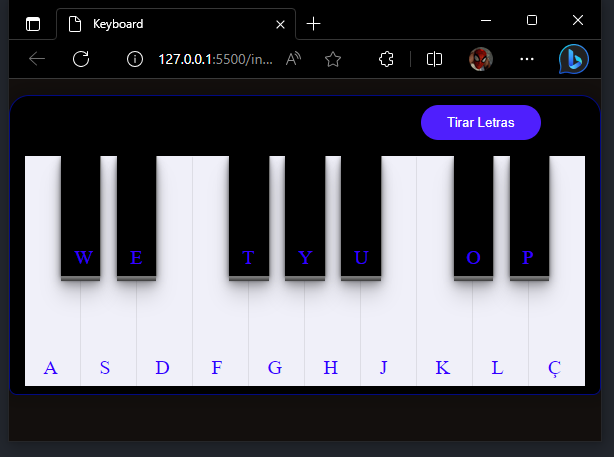 Keyboard
127.0.0.1:5500/in...
Tirar Letras
W E T Y U O P
A S D F G H J K L Ç